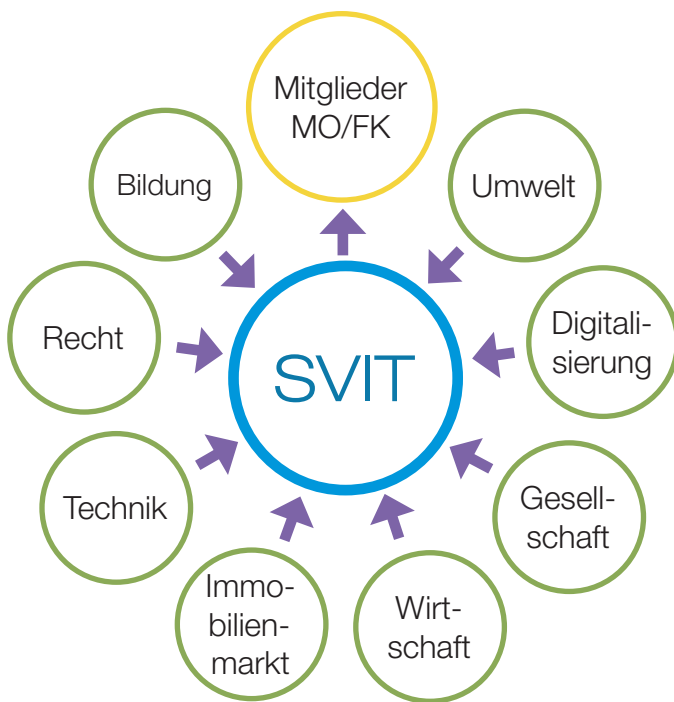 Mitglieder
MO/FK
Bildung
Umwelt
Recht
Digitali-
sierung
SVIT
Technik
Gesell-
schaft
Immo-
bilien-
markt
Wirt-
schaft